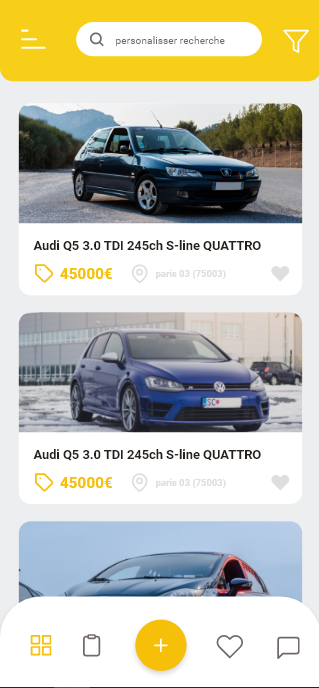 personalisser recherche
Audi Q5 3.0 TDI 245ch S-line QUATTRO
45000€ paris 03 (75003)
Audi Q5 3.0 TDI 245ch S-line QUATTRO
45000€ paris 03 (75003)